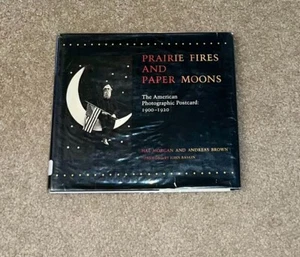 PRAIRIE FIRES
AND
PAPER MOONS
The American
Photographic Postcard:
1900-1920
HAL MORGAN AND ANDREAS BROWN